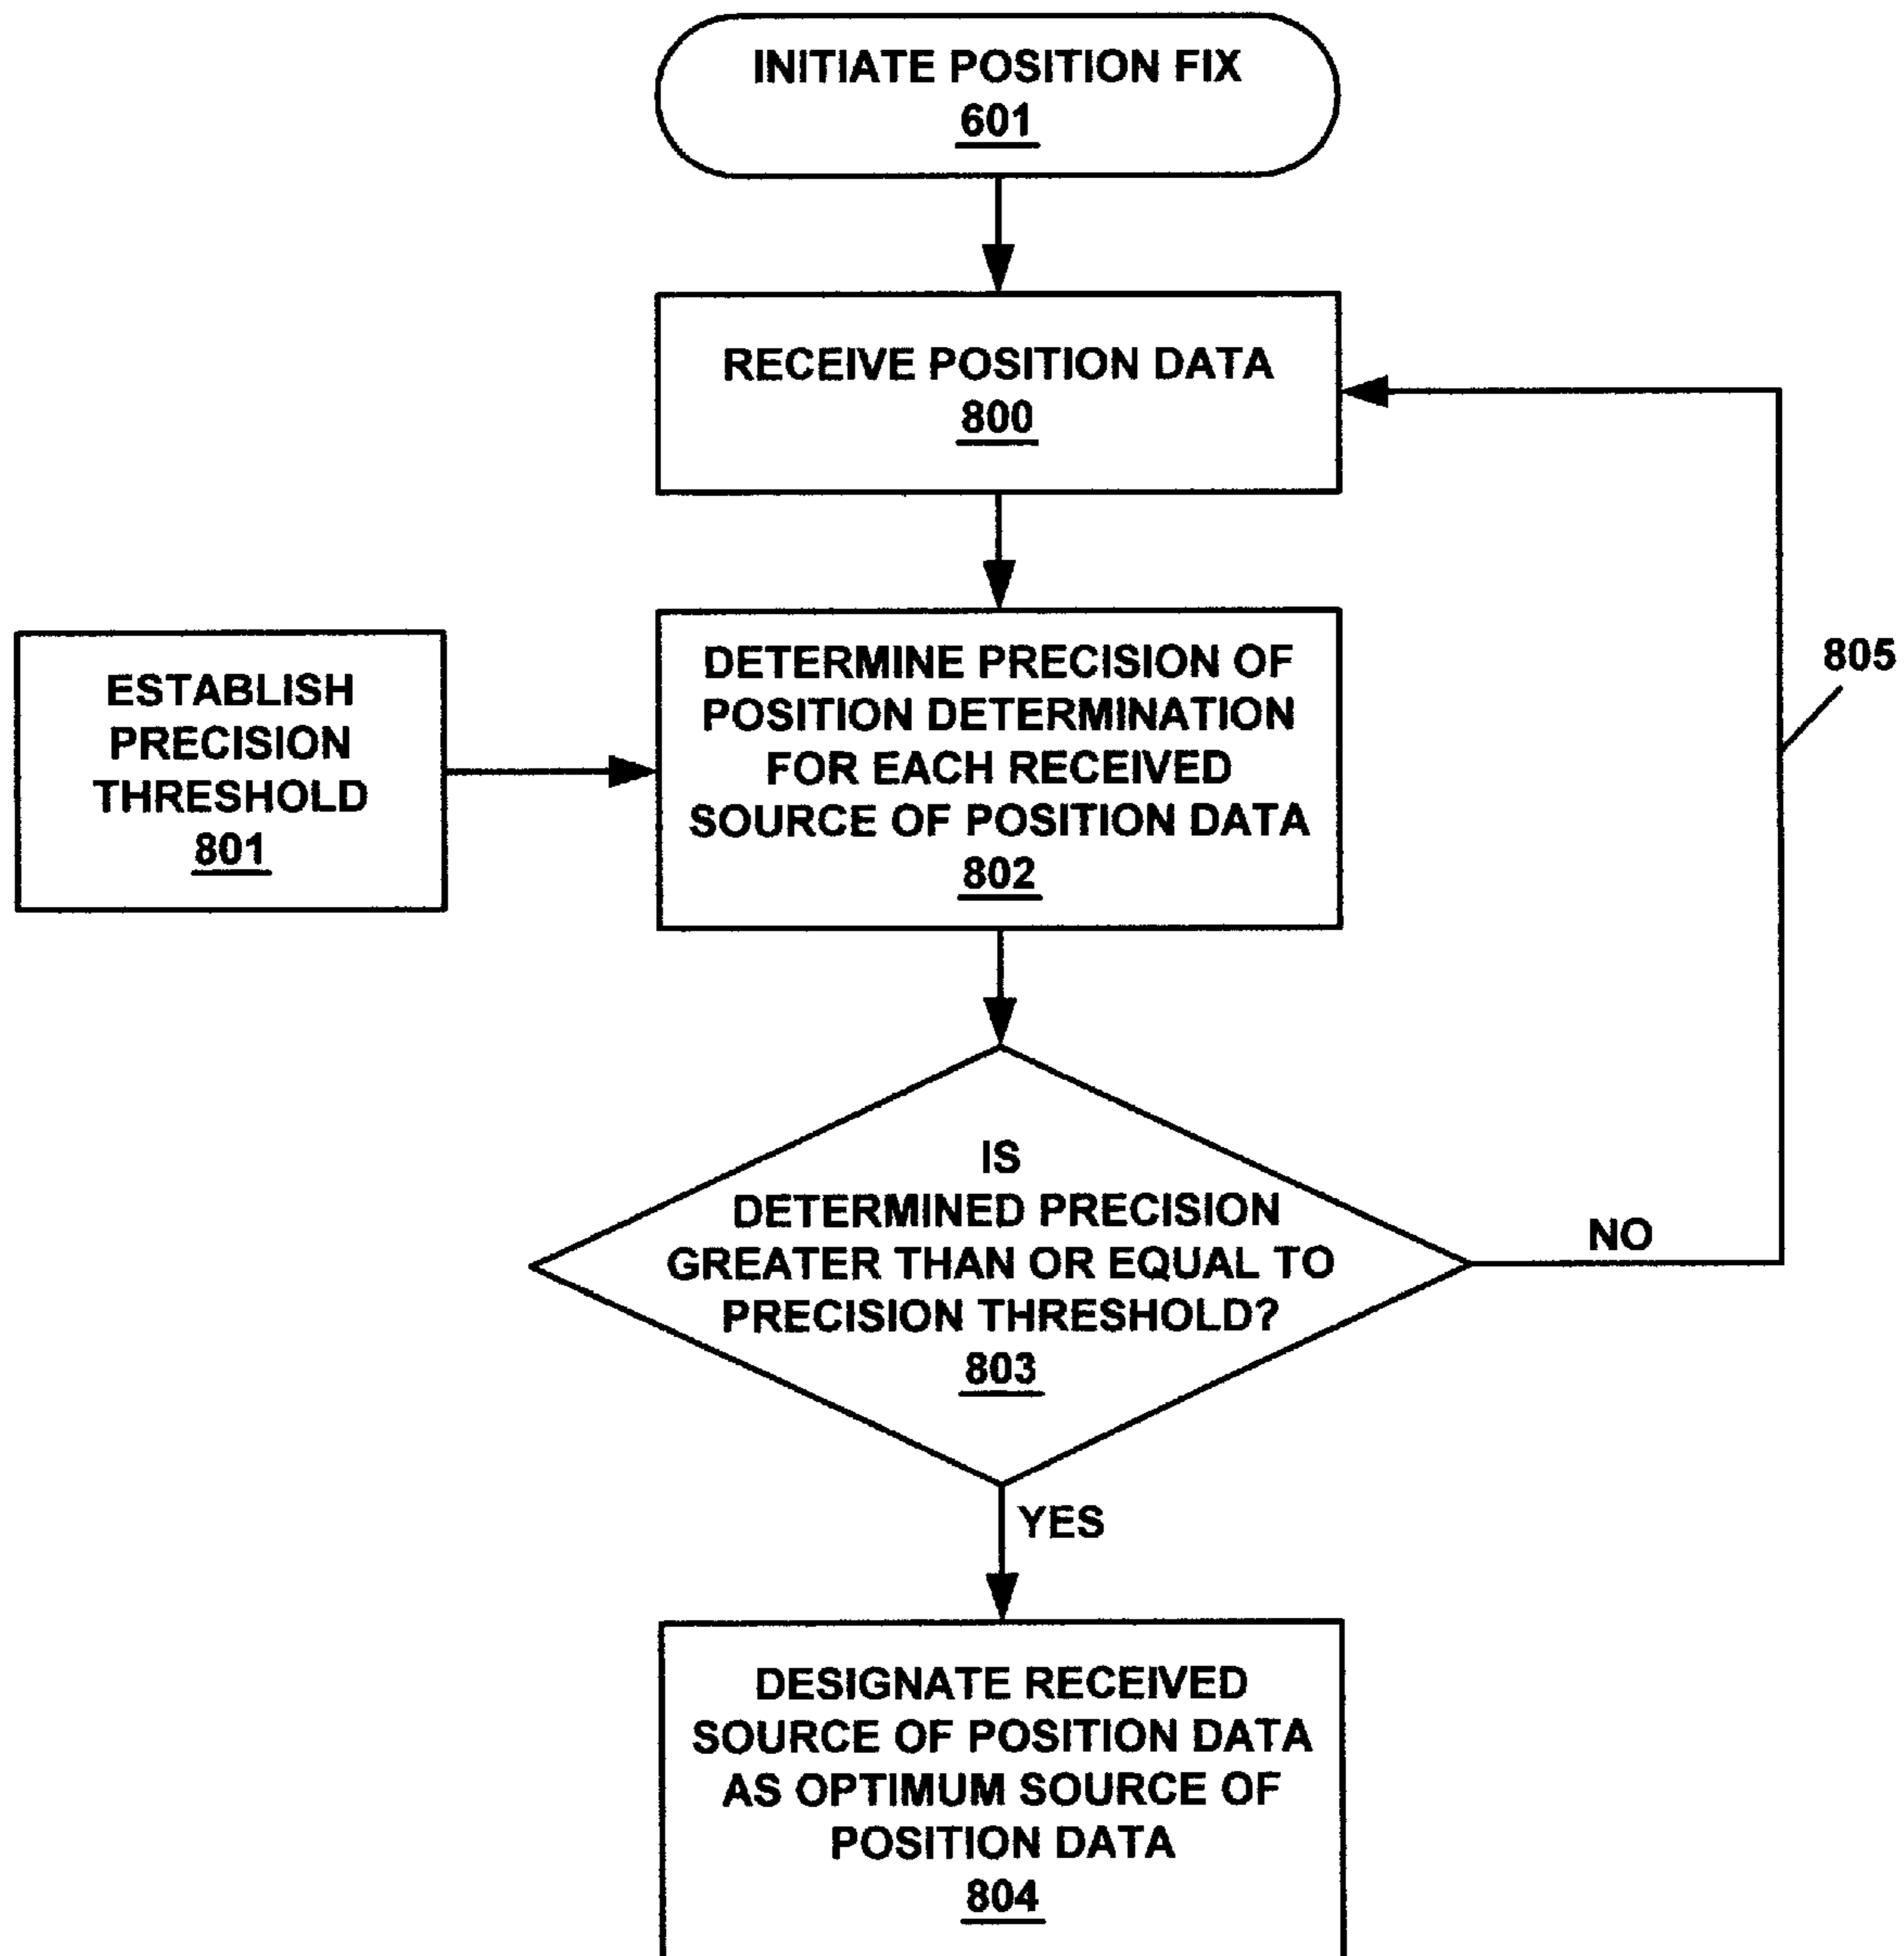 INITIATE POSITION FIX
601
RECEIVE POSITION DATA
800
ESTABLISH
PRECISION
THRESHOLD
801
DETERMINE PRECISION OF
POSITION DETERMINATION
FOR EACH RECEIVED
SOURCE OF POSITION DATA
802
805
IS
DETERMINED PRECISION
GREATER THAN OR EQUAL TO
PRECISION THRESHOLD?
803
NO
YES
DESIGNATE RECEIVED
SOURCE OF POSITION DATA
AS OPTIMUM SOURCE OF
POSITION DATA
804